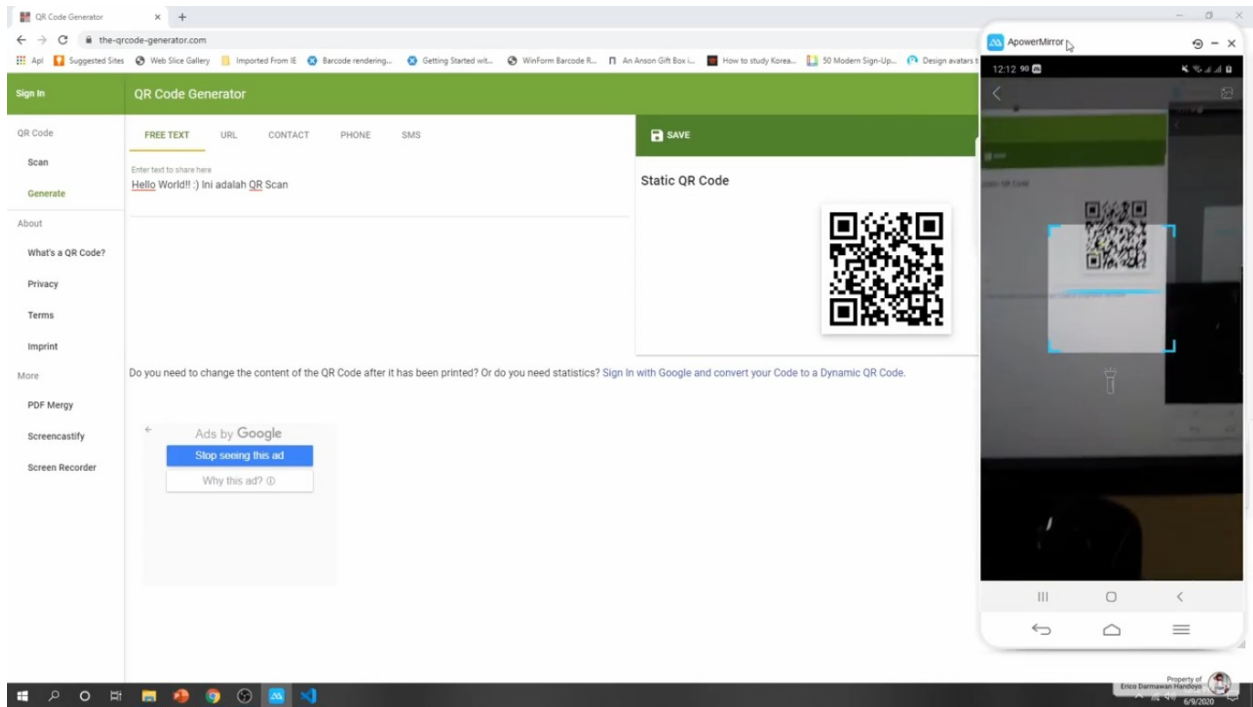 QR Code Generator
the-qrcode-generator.com
Apl
Suggested Sites
Web Slice Gallery
Imported From IE
Barcode rendering...
Getting Started wit...
WinForm Barcode R...
An Anson Gift Box i...
How to study Korea...
50 Modern Sign-Up...
Design avatars t
Sign In
QR Code Generator
QR Code
Scan
Generate
About
What's a QR Code?
Privacy
Terms
Imprint
More
PDF Mergy
Screencastify
Screen Recorder
FREE TEXT
URL
CONTACT
PHONE
SMS
Enter text to share here
Hello World!! :) Ini adalah QR Scan
SAVE
Static QR Code
Do you need to change the content of the QR Code after it has been printed? Or do you need statistics? Sign In with Google and convert your Code to a Dynamic QR Code.
Ads by Google
Stop seeing this ad
Why this ad?
ApowerMirror
12:12 90
Property of
Erico Darmawan Handoyo
6/9/2020